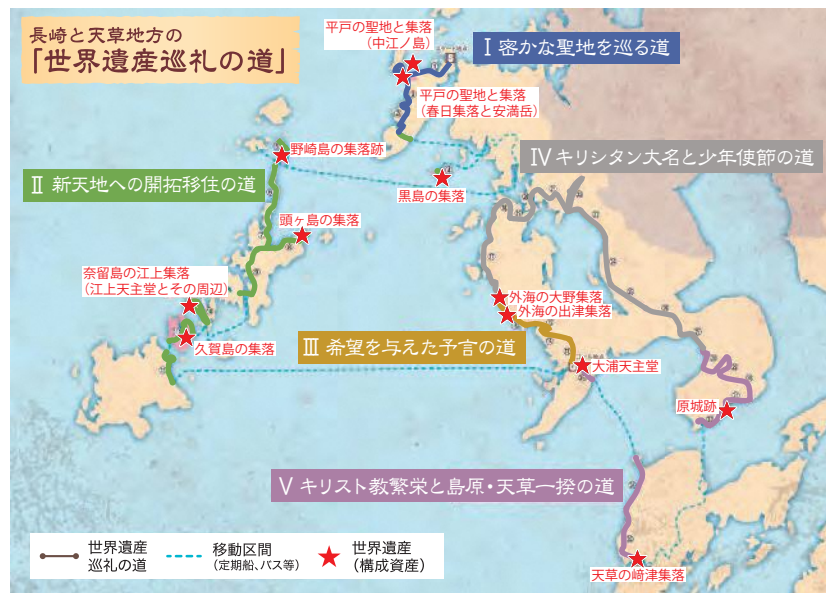 長崎と天草地方の
「世界遺産巡礼の道」
平戸の聖地と集落
（中江ノ島）
Ⅰ 密かな聖地を巡る道
平戸の聖地と集落
（春日集落と安満岳）
野崎島の集落跡
Ⅳ キリシタン大名と少年使節の道
Ⅱ 新天地への開拓移住の道
黒島の集落
頭ヶ島の集落
奈留島の江上集落
（江上天主堂とその周辺）
外海の大野集落
外海の出津集落
久賀島の集落
Ⅲ 希望を与えた予言の道
大浦天主堂
原城跡
Ⅴ キリスト教繁栄と島原・天草一揆の道
世界遺産
巡礼の道
移動区間
（定期船、バス等）
世界遺産
（構成資産）
天草の﨑津集落